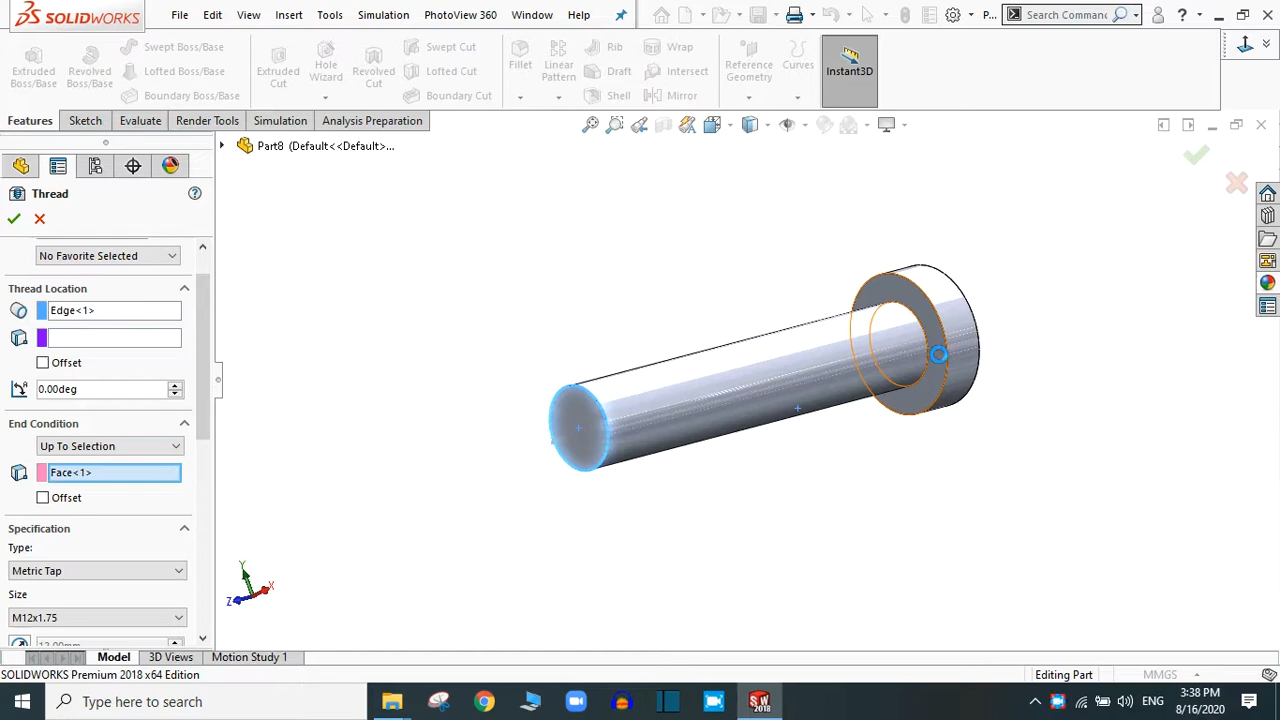 SOLIDWORKS File Edit View Insert Tools Simulation PhotoView 360 Window Help P... Search Commanc
Extruded Boss/Base Revolved Boss/Base Swept Boss/Base Lofted Boss/Base Boundary Boss/Base Extruded Cut Hole Wizard Revolved Cut Swept Cut Lofted Cut Boundary Cut Fillet Linear Pattern Rib Draft Shell Wrap Intersect Mirror Reference Geometry Curves Instant3D
Features Sketch Evaluate Render Tools Simulation Analysis Preparation
Part8 (Default<<Default>...
Thread
No Favorite Selected
Thread Location
Edge<1>
Offset
0.00deg
End Condition
Up To Selection
Face<1>
Offset
Specification
Type:
Metric Tap
Size
M12x1.75
Y
X
Z
Model 3D Views Motion Study 1
SOLIDWORKS Premium 2018 x64 Edition Editing Part MMGS
Type here to search SW 2018 ENG 3:38 PM
8/16/2020